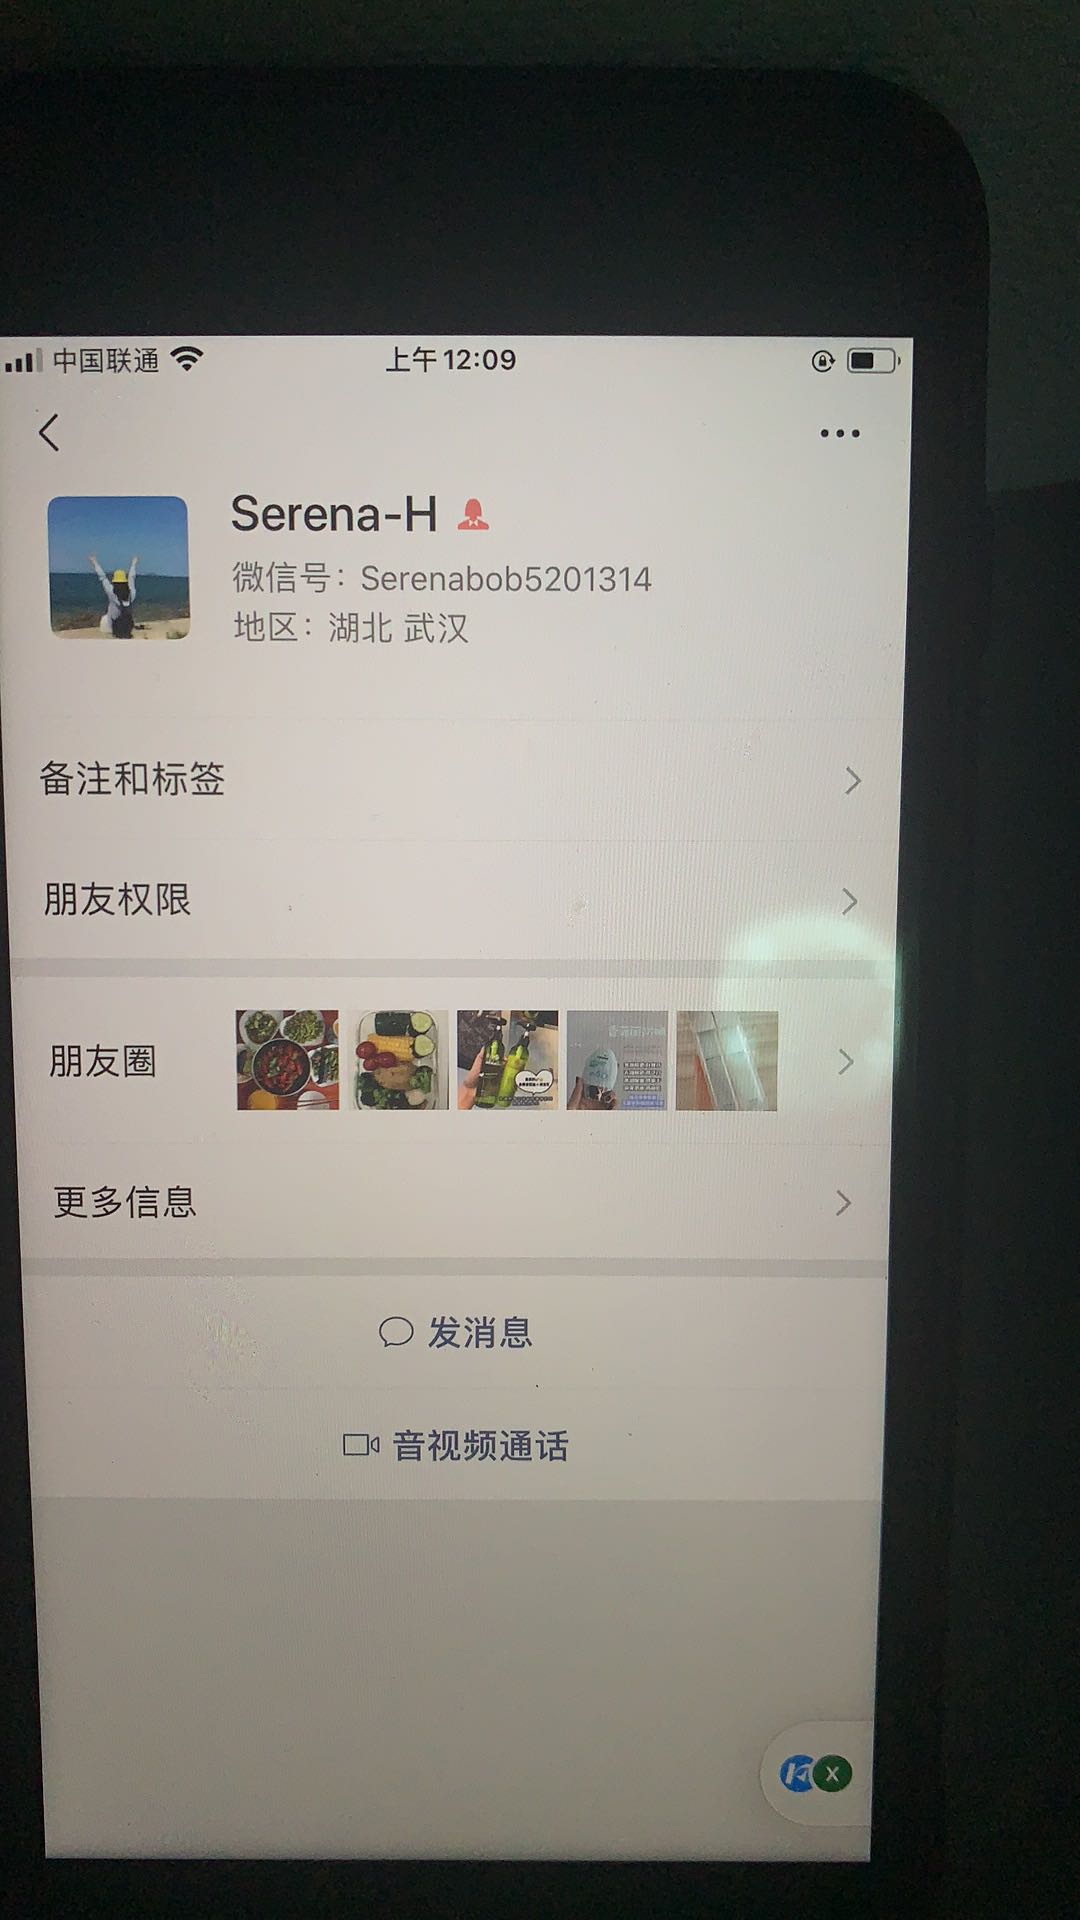 中国联通
上午12:09
Serena-H
微信号：Serenabob5201314
地区：湖北 武汉
备注和标签
朋友权限
朋友圈
更多信息
发消息
音视频通话
X